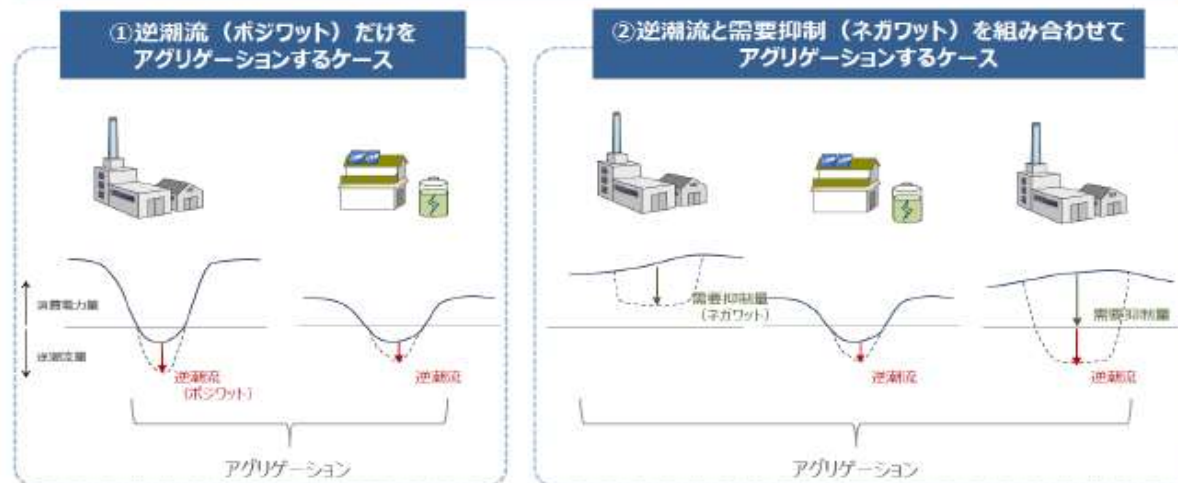 ①逆潮流（ポジワット）だけを
アグリゲーションするケース
消費電力量
逆潮流量
逆潮流
（ポジワット）
逆潮流
アグリゲーション
②逆潮流と需要抑制（ネガワット）を組み合わせて
アグリゲーションするケース
需要抑制量
（ネガワット）
逆潮流
需要抑制量
逆潮流
アグリゲーション